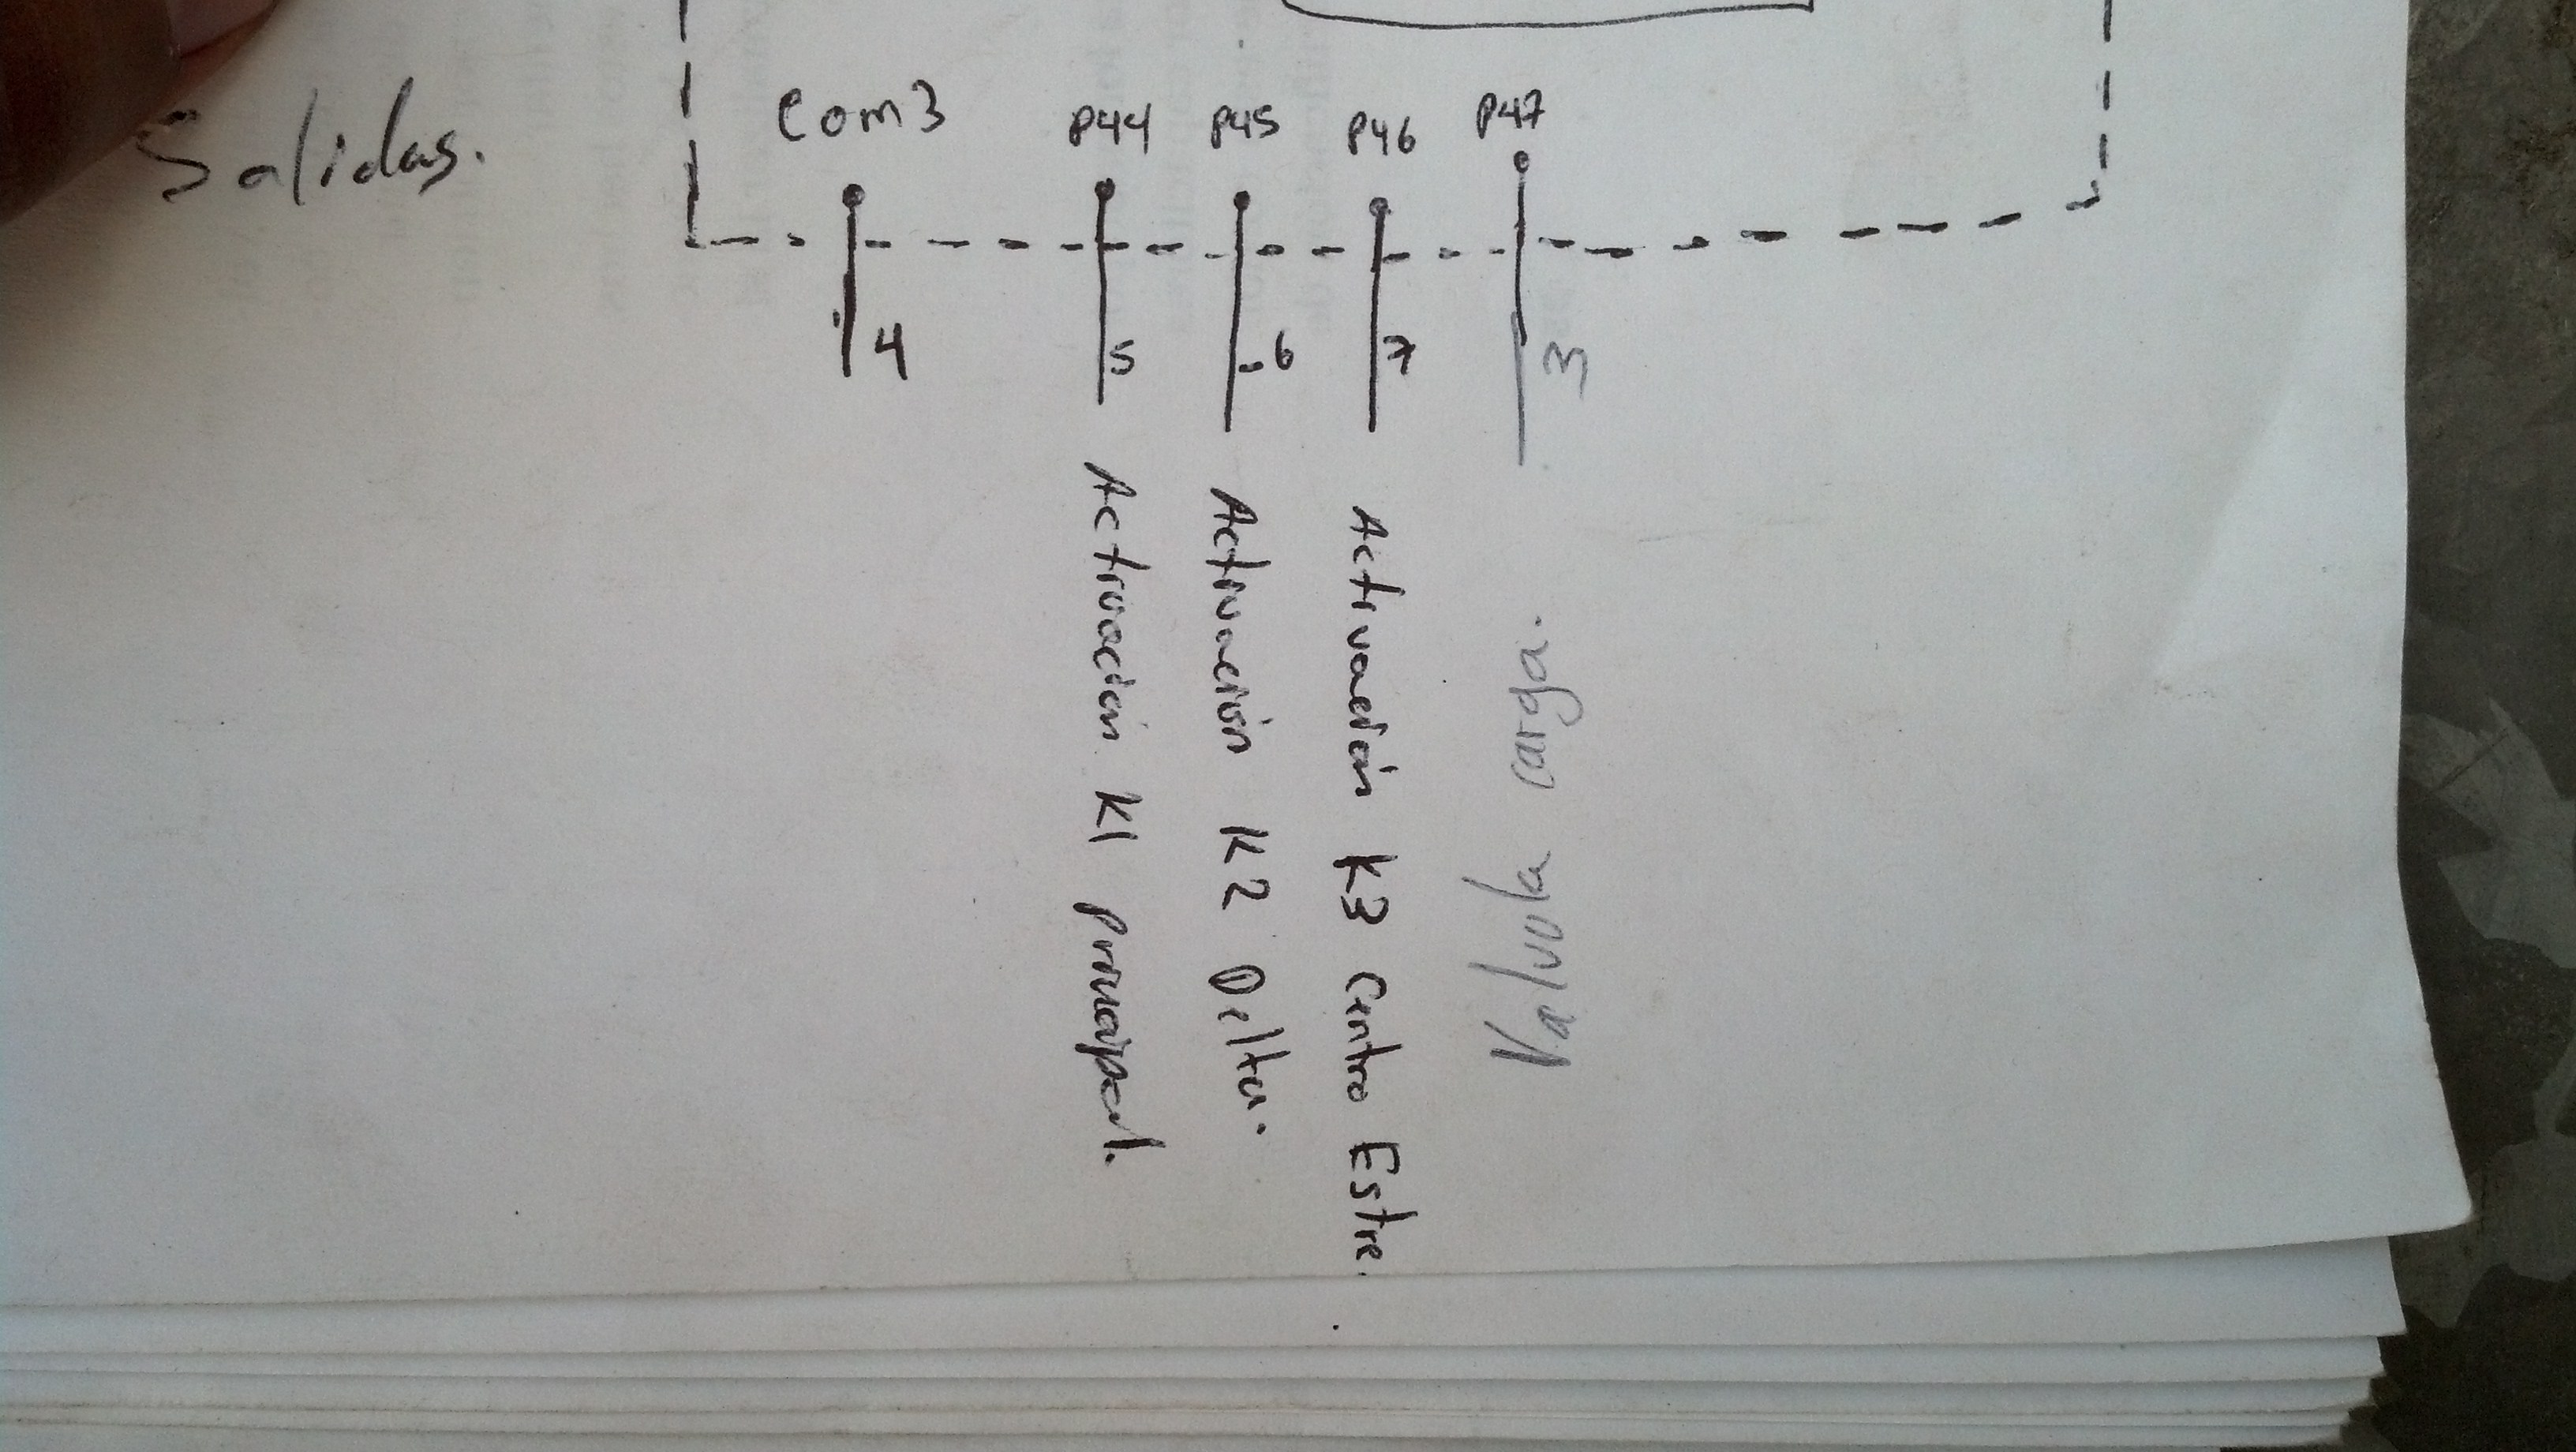 Salidas.
Com3 P44 P45 P46 P47
4 5 6 7 3
Activación K1 principal.
Activación K2 Delta.
Activación K3 Centro Estre.
Valvula carga.